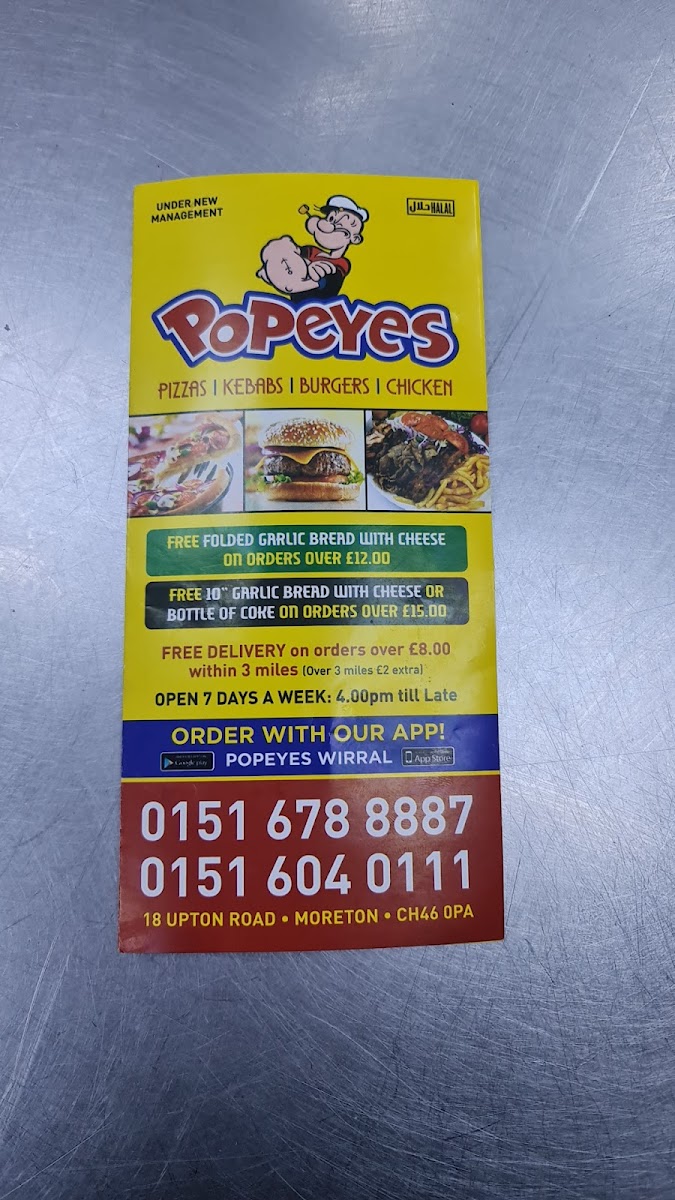 UNDER NEW
MANAGEMENT
حلال HALAL
POPEYES
PIZZAS | KEBABS | BURGERS | CHICKEN
FREE FOLDED GARLIC BREAD WITH CHEESE
ON ORDERS OVER £12.00
FREE 10" GARLIC BREAD WITH CHEESE OR
BOTTLE OF COKE ON ORDERS OVER £15.00
FREE DELIVERY on orders over £8.00
within 3 miles (Over 3 miles £2 extra)
OPEN 7 DAYS A WEEK: 4.00pm till Late
ORDER WITH OUR APP!
Google play POPEYES WIRRAL App Store
0151 678 8887
0151 604 0111
18 UPTON ROAD • MORETON • CH46 0PA